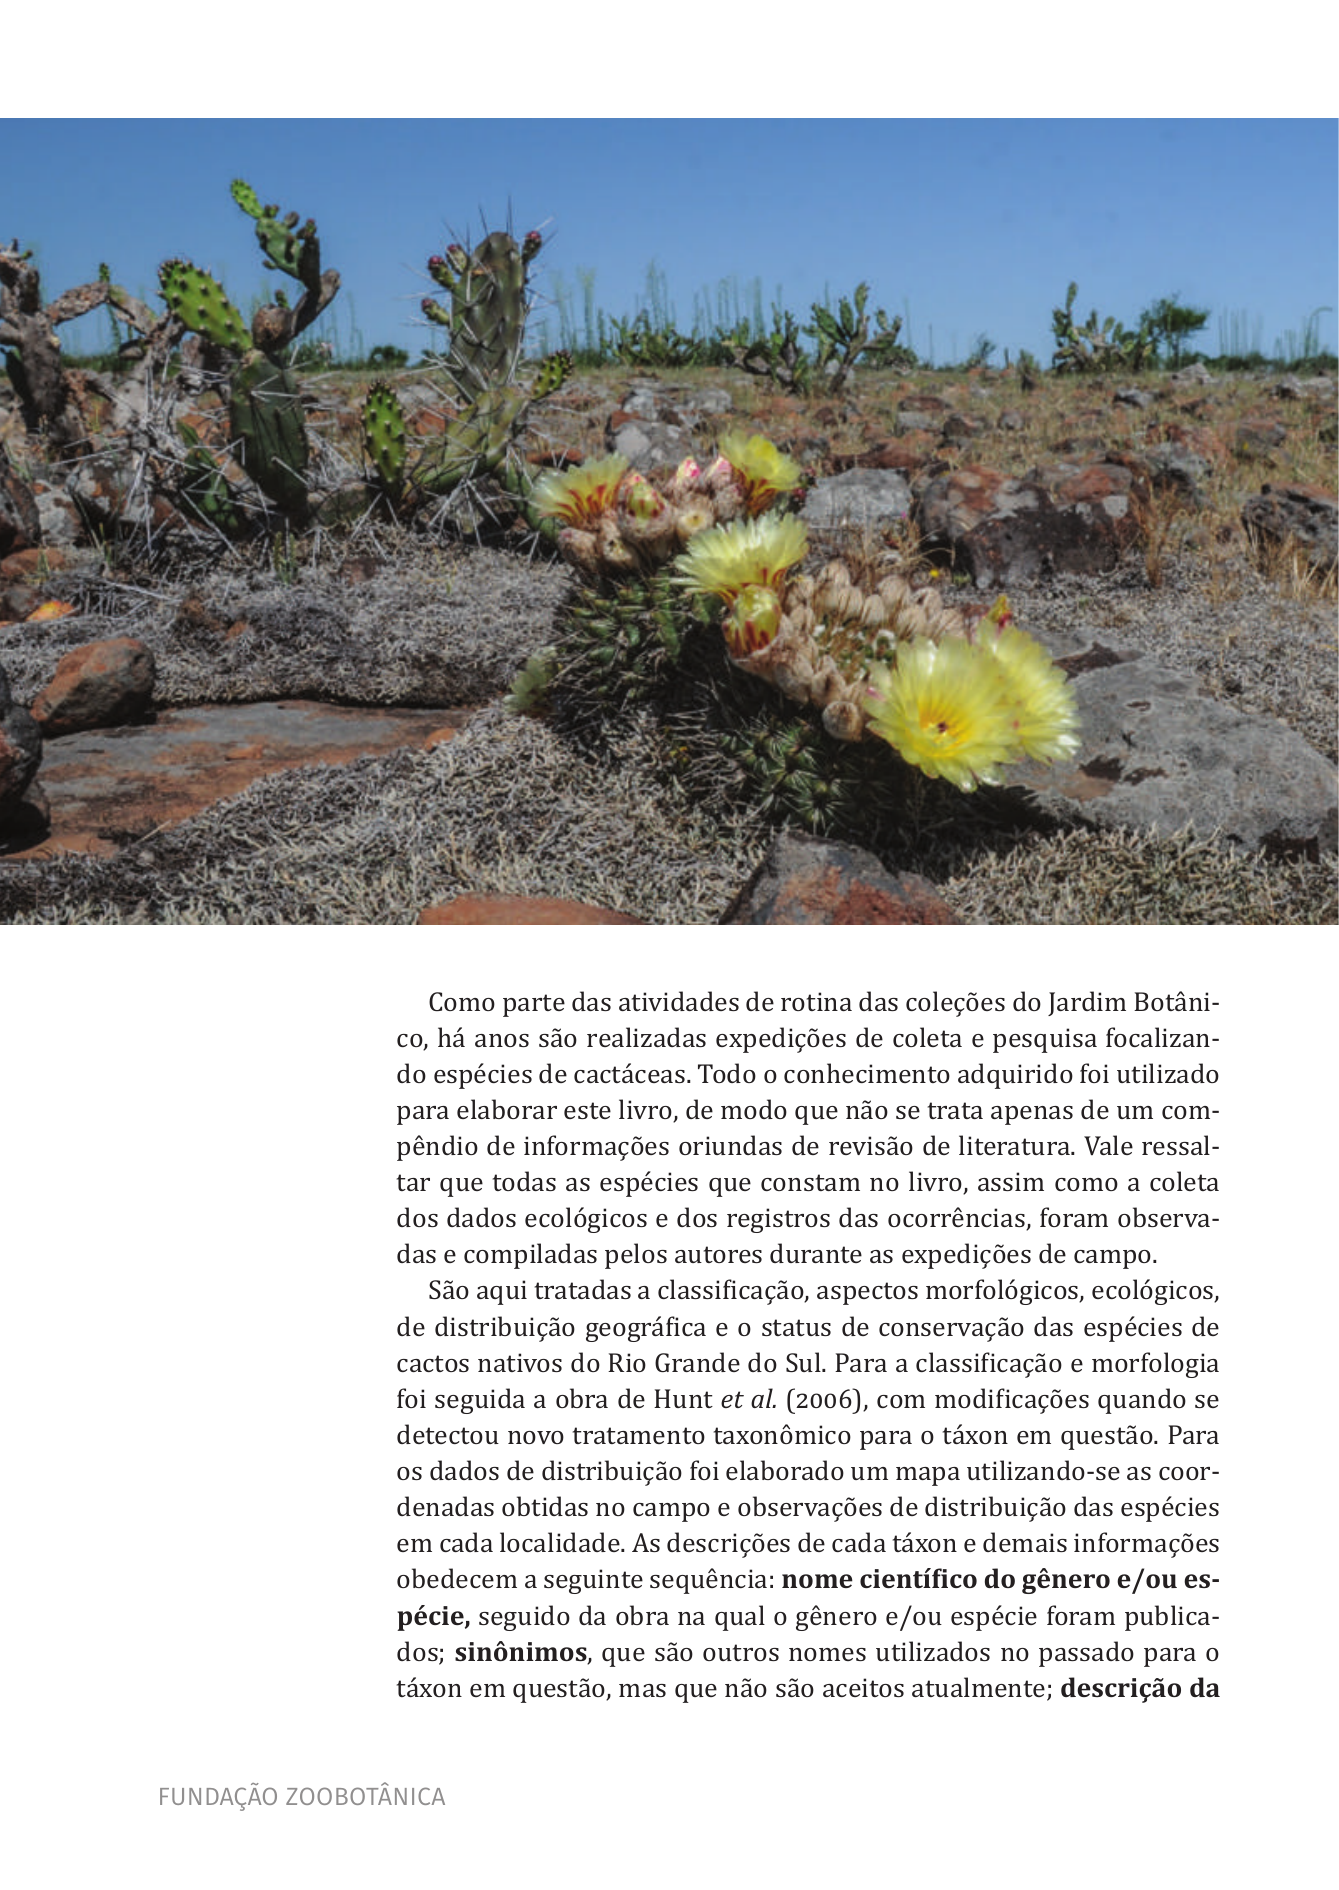 Como parte das atividades de rotina das coleções do Jardim Botâni-
co, há anos são realizadas expedições de coleta e pesquisa focalizan-
do espécies de cactáceas. Todo o conhecimento adquirido foi utilizado
para elaborar este livro, de modo que não se trata apenas de um com-
pêndio de informações oriundas de revisão de literatura. Vale ressal-
tar que todas as espécies que constam no livro, assim como a coleta
dos dados ecológicos e dos registros das ocorrências, foram observa-
das e compiladas pelos autores durante as expedições de campo.
São aqui tratadas a classificação, aspectos morfológicos, ecológicos,
de distribuição geográfica e o status de conservação das espécies de
cactos nativos do Rio Grande do Sul. Para a classificação e morfologia
foi seguida a obra de Hunt et al. (2006), com modificações quando se
detectou novo tratamento taxonômico para o táxon em questão. Para
os dados de distribuição foi elaborado um mapa utilizando-se as coor-
denadas obtidas no campo e observações de distribuição das espécies
em cada localidade. As descrições de cada táxon e demais informações
obedecem a seguinte sequência: nome científico do gênero e/ou es-
pécie, seguido da obra na qual o gênero e/ou espécie foram publica-
dos; sinônimos, que são outros nomes utilizados no passado para o
táxon em questão, mas que não são aceitos atualmente; descrição da
FUNDAÇÃO ZOOBOTÂNICA